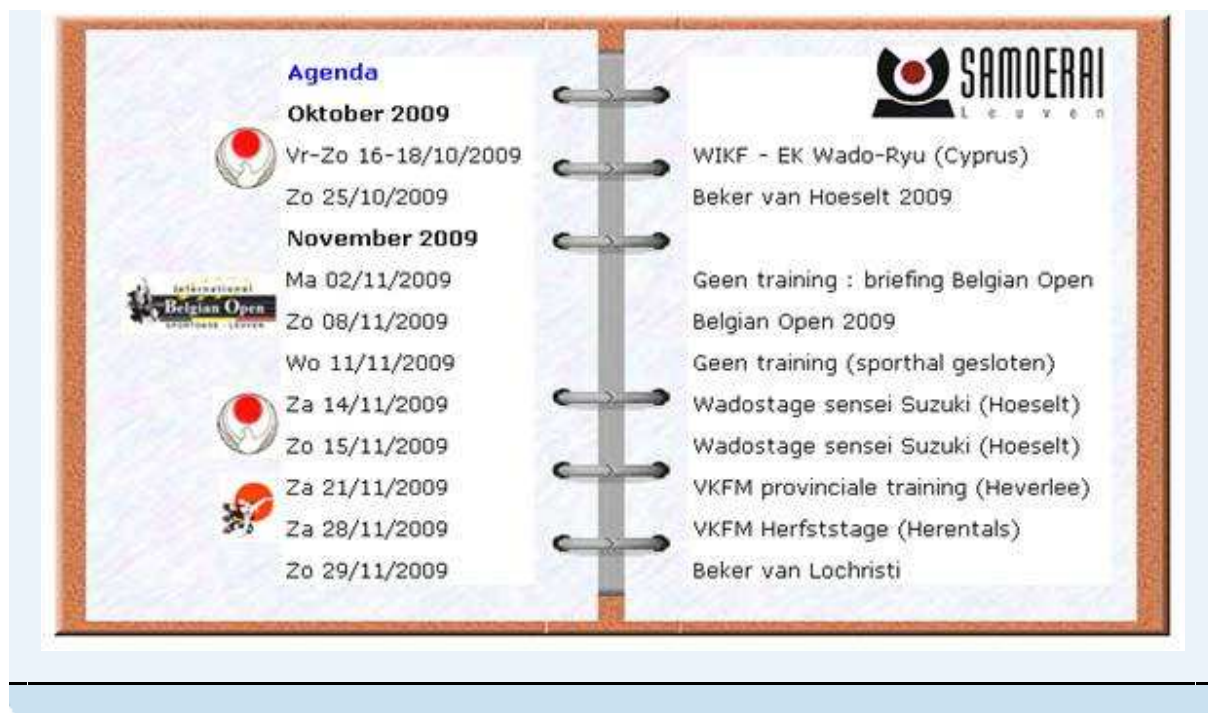 SAMOERAI
Leuven
Agenda
Oktober 2009
Vr-Zo 16-18/10/2009 WIKF - EK Wado-Ryu (Cyprus)
Zo 25/10/2009 Beker van Hoeselt 2009
November 2009
Ma 02/11/2009 Geen training : briefing Belgian Open
International
Belgian Open
SPORTOASE - LEUVEN
Zo 08/11/2009 Belgian Open 2009
Wo 11/11/2009 Geen training (sporthal gesloten)
Za 14/11/2009 Wadostage sensei Suzuki (Hoeselt)
Zo 15/11/2009 Wadostage sensei Suzuki (Hoeselt)
Za 21/11/2009 VKFM provinciale training (Heverlee)
Za 28/11/2009 VKFM Herfststage (Herentals)
Zo 29/11/2009 Beker van Lochristi